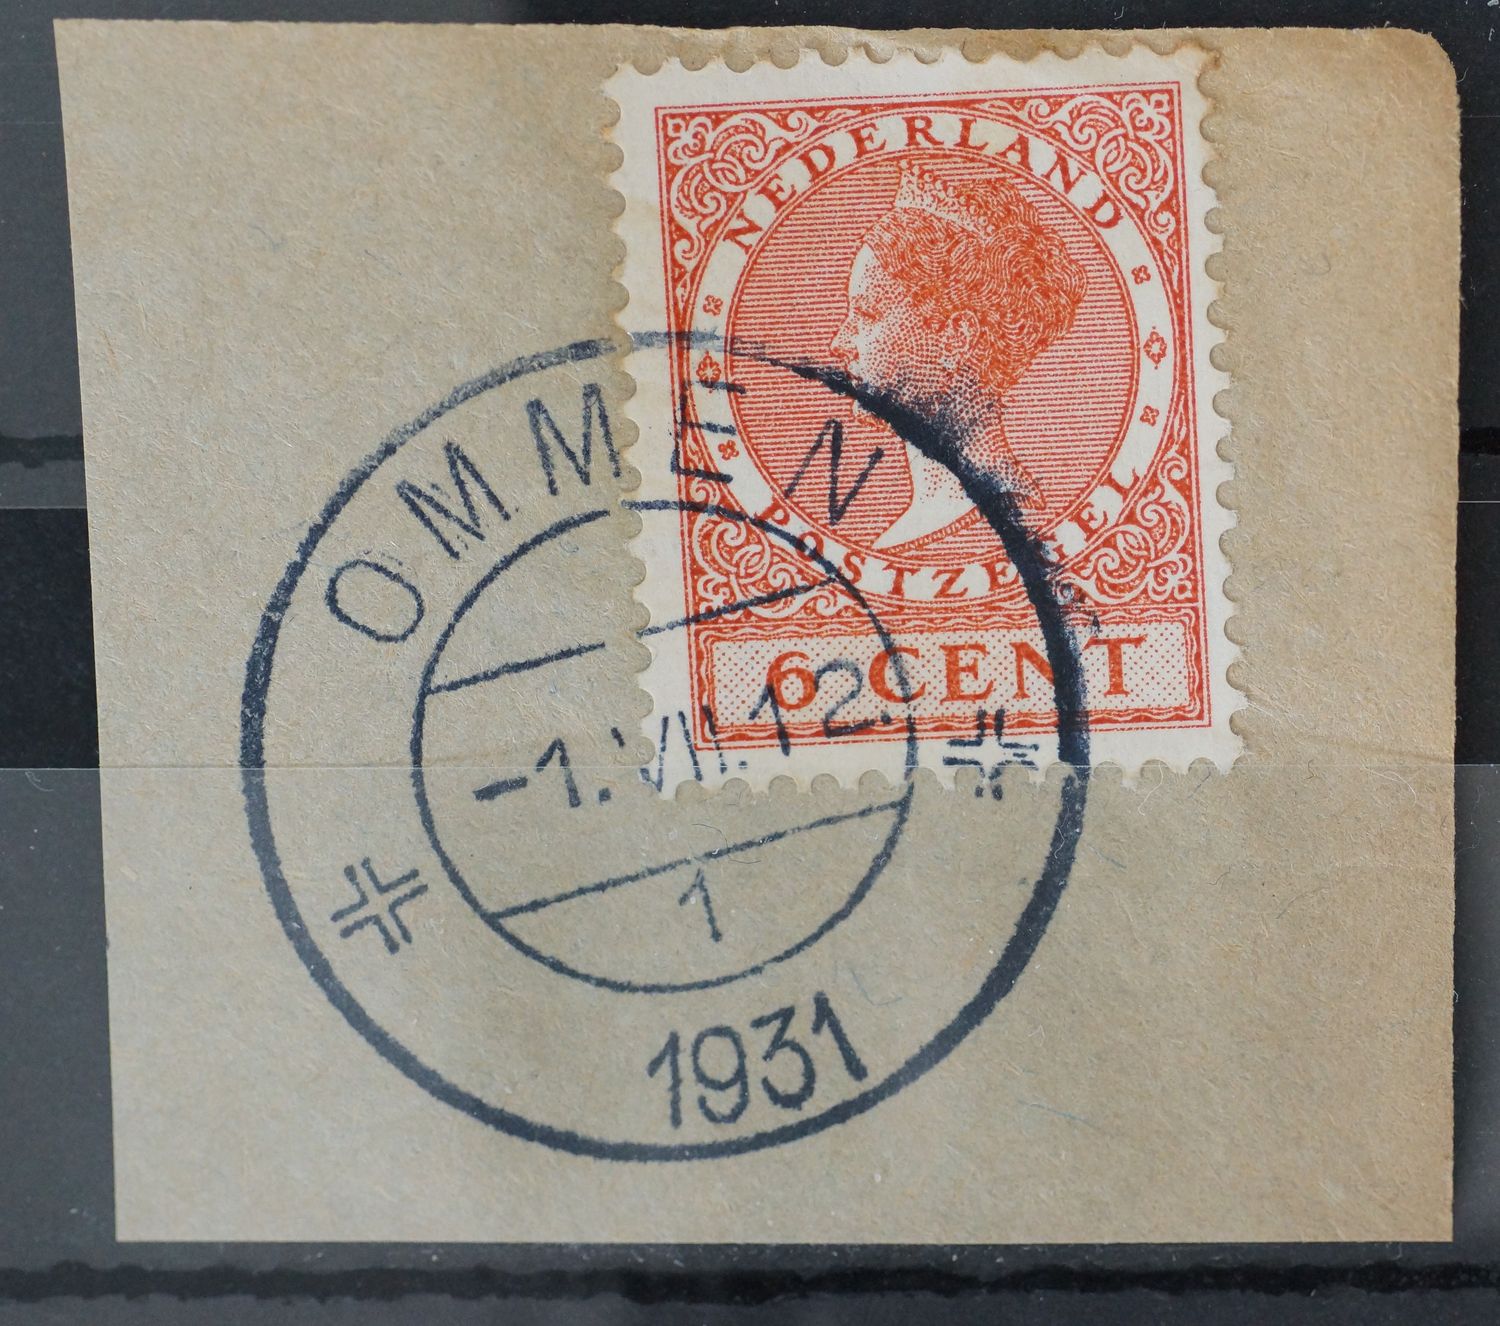 NEDERLAND
POSTZEGEL
6 CENT
OMMEN
-1.VII.12.
1
1931